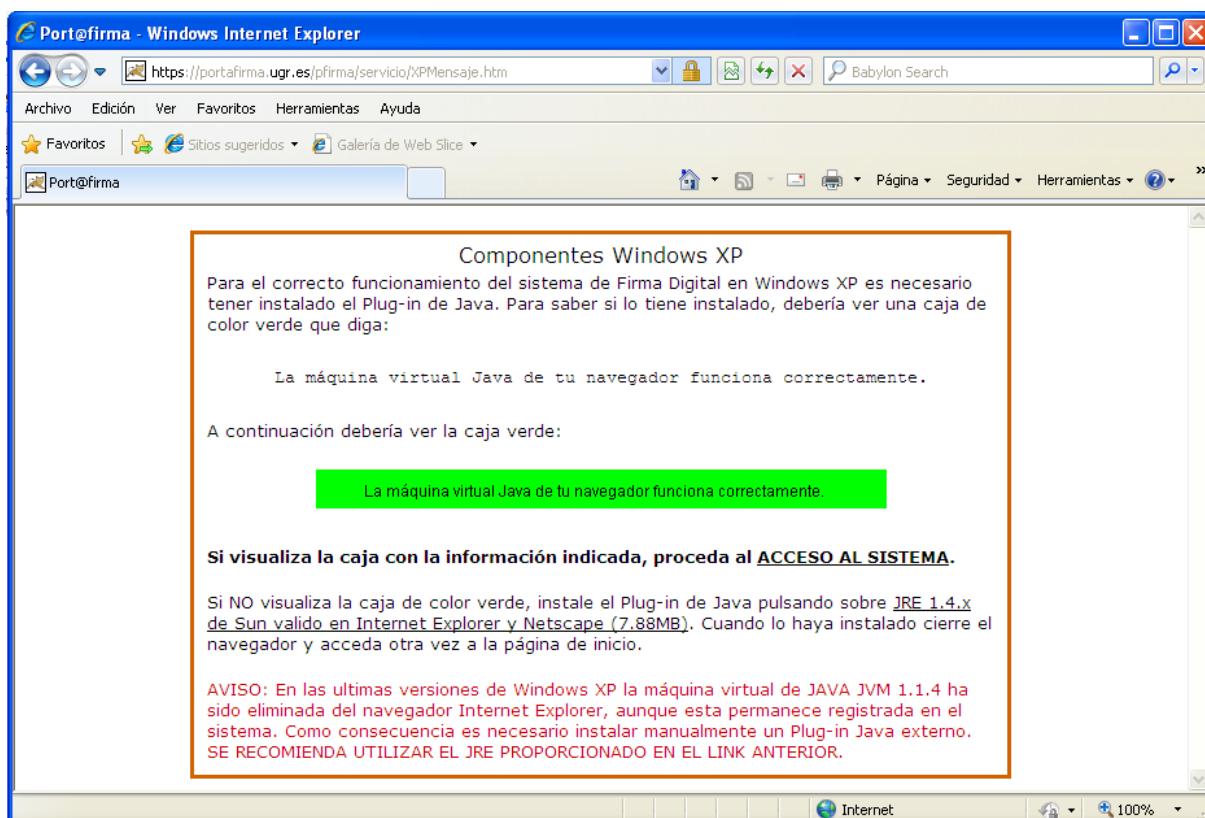 Port@firma - Windows Internet Explorer
https://portafirma.ugr.es/pfirma/servicio/XPMensaje.htm
Babylon Search
Archivo Edición Ver Favoritos Herramientas Ayuda
Favoritos Sitios sugeridos Galería de Web Slice
Port@firma Página Seguridad Herramientas
Componentes Windows XP
Para el correcto funcionamiento del sistema de Firma Digital en Windows XP es necesario
tener instalado el Plug-in de Java. Para saber si lo tiene instalado, debería ver una caja de
color verde que diga:
La máquina virtual Java de tu navegador funciona correctamente.
A continuación debería ver la caja verde:
La máquina virtual Java de tu navegador funciona correctamente.
Si visualiza la caja con la información indicada, proceda al ACCESO AL SISTEMA.
Si NO visualiza la caja de color verde, instale el Plug-in de Java pulsando sobre JRE 1.4.x
de Sun valido en Internet Explorer y Netscape (7.88MB). Cuando lo haya instalado cierre el
navegador y acceda otra vez a la página de inicio.
AVISO: En las ultimas versiones de Windows XP la máquina virtual de JAVA JVM 1.1.4 ha
sido eliminada del navegador Internet Explorer, aunque esta permanece registrada en el
sistema. Como consecuencia es necesario instalar manualmente un Plug-in Java externo.
SE RECOMIENDA UTILIZAR EL JRE PROPORCIONADO EN EL LINK ANTERIOR.
Internet 100%